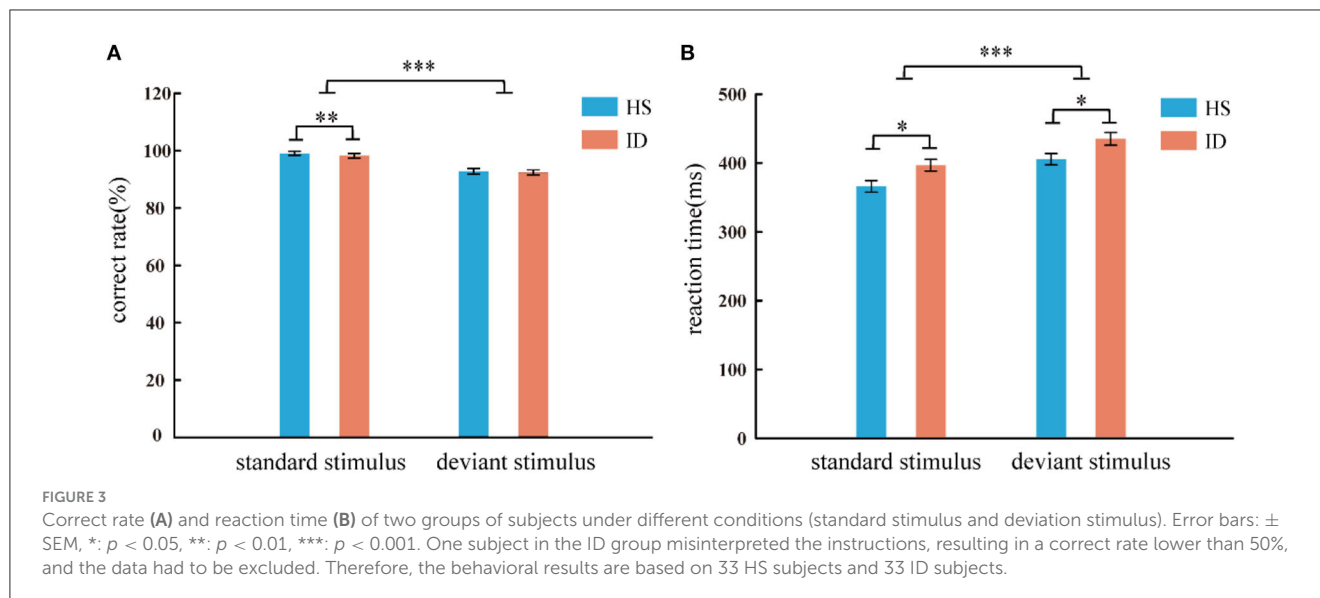 A
***
120
100
80
60
40
20
0
correct rate(%)
**
HS
ID
standard stimulus deviant stimulus
B
***
500
400
300
200
100
0
reaction time(ms)
*
*
HS
ID
standard stimulus deviant stimulus
FIGURE 3
Correct rate (A) and reaction time (B) of two groups of subjects under different conditions (standard stimulus and deviation stimulus). Error bars: ±
SEM, *: p < 0.05, **: p < 0.01, ***: p < 0.001. One subject in the ID group misinterpreted the instructions, resulting in a correct rate lower than 50%,
and the data had to be excluded. Therefore, the behavioral results are based on 33 HS subjects and 33 ID subjects.